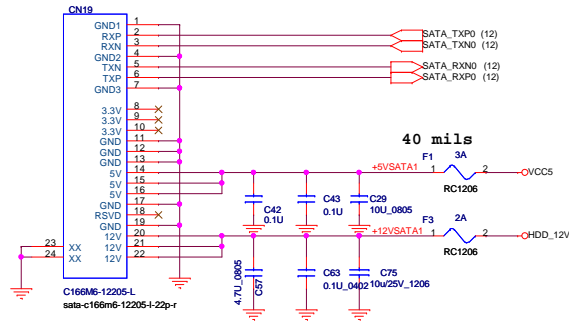 CN19
GND1 1
RXP 2 SATA_TXP0 (12)
RXN 3 SATA_TXN0 (12)
GND2 4
TXN 5 SATA_RXN0 (12)
TXP 6 SATA_RXP0 (12)
GND3 7
3.3V 8
3.3V 9
3.3V 10
GND 11
GND 12
GND 13
5V 14
5V 15
5V 16
GND 17
RSVD 18
GND 19
12V 20
23 XX 12V 21
24 XX 12V 22
40 mils
+5VSATA1 F1 1 3A 2 VCC5
RC1206
C42 0.1U
C43 0.1U
C29 10U_0805
+12VSATA1 F3 1 2A 2 HDD_12V
RC1206
4.7U_0805 C57
C63 0.1U_0402
C75 10u/25V_1206
C166M6-12205-L
sata-c166m6-12205-l-22p-r